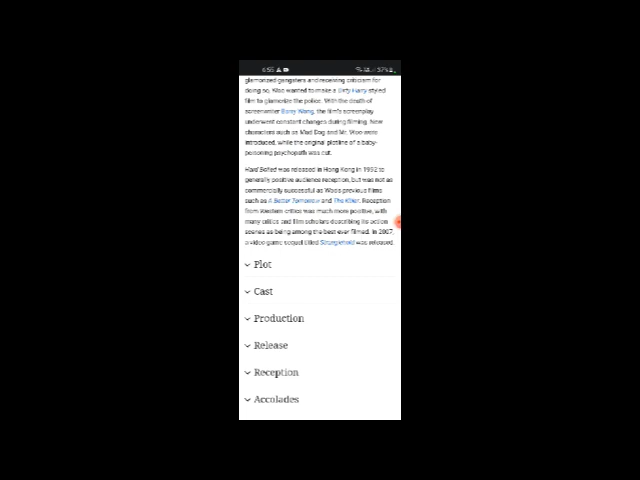 6:55
57%
glamorized gangsters and receiving criticism for
doing so, Woo wanted to make a Dirty Harry styled
film to glamorize the police. With the death of
screenwriter Barry Wong, the film's screenplay
underwent constant changes during filming. New
characters such as Mad Dog and Mr. Woo were
introduced, while the original plotline of a baby-
poisoning psychopath was cut.
Hard Boiled was released in Hong Kong in 1992 to
generally positive audience reception, but was not as
commercially successful as Woo's previous films
such as A Better Tomorrow and The Killer. Reception
from Western critics was much more positive, with
many critics and film scholars describing its action
scenes as being among the best ever filmed. In 2007,
a video game sequel titled Stranglehold was released.
Plot
Cast
Production
Release
Reception
Accolades